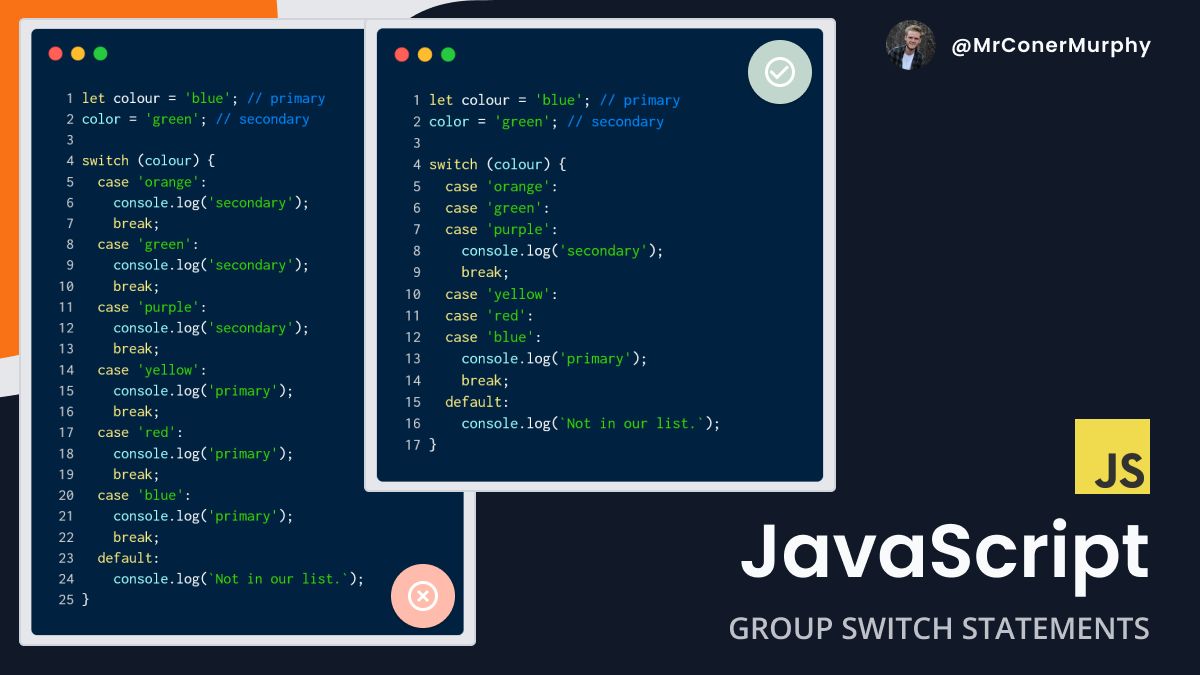 1 let colour = 'blue'; // primary
2 color = 'green'; // secondary
3
4 switch (colour) {
5   case 'orange':
6     console.log('secondary');
7     break;
8   case 'green':
9     console.log('secondary');
10     break;
11   case 'purple':
12     console.log('secondary');
13     break;
14   case 'yellow':
15     console.log('primary');
16     break;
17   case 'red':
18     console.log('primary');
19     break;
20   case 'blue':
21     console.log('primary');
22     break;
23   default:
24     console.log(`Not in our list.`);
25 }
1 let colour = 'blue'; // primary
2 color = 'green'; // secondary
3
4 switch (colour) {
5   case 'orange':
6   case 'green':
7   case 'purple':
8     console.log('secondary');
9     break;
10   case 'yellow':
11   case 'red':
12   case 'blue':
13     console.log('primary');
14     break;
15   default:
16     console.log(`Not in our list.`);
17 }
@MrConerMurphy
JS
JavaScript
GROUP SWITCH STATEMENTS